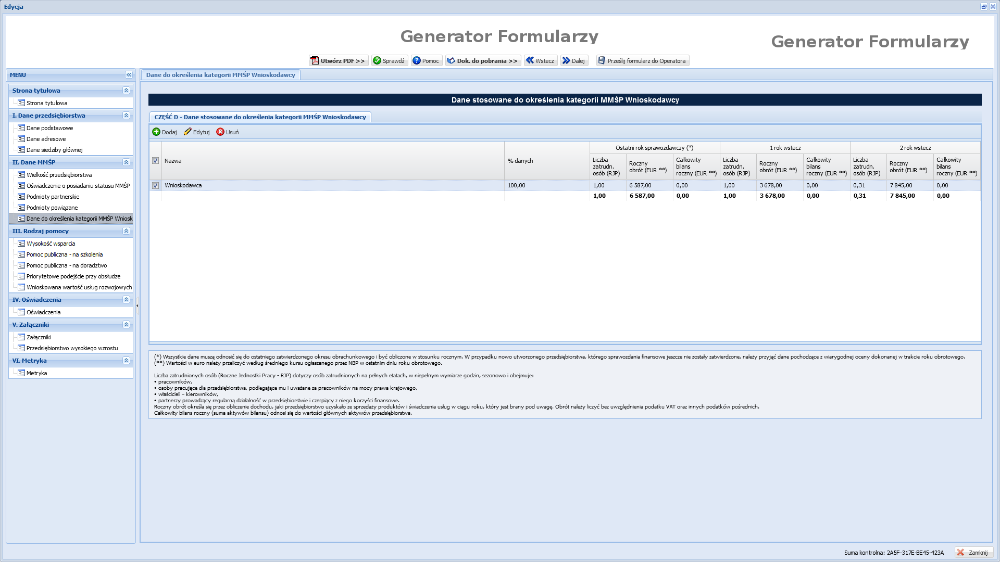 Edycja
Generator Formularzy
Generator Formularzy
Utwórz PDF >>
Sprawdź
Pomoc
Dok. do pobrania >>
Wstecz
Dalej
Prześlij formularz do Operatora
MENU
Strona tytułowa
Strona tytułowa
I. Dane przedsiębiorstwa
Dane podstawowe
Dane adresowe
Dane siedziby głównej
II. Dane MMŚP
Wielkość przedsiębiorstwa
Oświadczenie o posiadaniu statusu MMŚP
Podmioty partnerskie
Podmioty powiązane
Dane do określenia kategorii MMŚP Wniosk
III. Rodzaj pomocy
Wysokość wsparcia
Pomoc publiczna - na szkolenia
Pomoc publiczna - na doradztwo
Priorytetowe podejście przy obsłudze
Wnioskowana wartość usług rozwojowych
IV. Oświadczenia
Oświadczenia
V. Załączniki
Załączniki
Przedsiębiorstwo wysokiego wzrostu
VI. Metryka
Metryka
Dane do określenia kategorii MMŚP Wnioskodawcy
Dane stosowane do określenia kategorii MMŚP Wnioskodawcy
CZĘŚĆ D - Dane stosowane do określenia kategorii MMŚP Wnioskodawcy
Dodaj Edytuj Usuń
Ostatni rok sprawozdawczy (*) 1 rok wstecz 2 rok wstecz
Nazwa % danych Liczba zatrudn. osób (RJP) Roczny obrót (EUR **) Całkowity bilans roczny (EUR **) Liczba zatrudn. osób (RJP) Roczny obrót (EUR **) Całkowity bilans roczny (EUR **) Liczba zatrudn. osób (RJP) Roczny obrót (EUR **) Całkowity bilans roczny (EUR **)
Wnioskodawca 100,00 1,00 6 587,00 0,00 1,00 3 678,00 0,00 0,31 7 845,00 0,00
1,00 6 587,00 0,00 1,00 3 678,00 0,00 0,31 7 845,00 0,00
(*) Wszystkie dane muszą odnosić się do ostatniego zatwierdzonego okresu obrachunkowego i być obliczone w stosunku rocznym. W przypadku nowo utworzonego przedsiębiorstwa, którego sprawozdania finansowe jeszcze nie zostały zatwierdzone, należy przyjąć dane pochodzące z wiarygodnej oceny dokonanej w trakcie roku obrotowego.
(**) Wartości w euro należy przeliczyć według średniego kursu ogłaszanego przez NBP w ostatnim dniu roku obrotowego.
Liczba zatrudnionych osób (Roczne Jednostki Pracy - RJP) dotyczy osób zatrudnionych na pełnych etatach, w niepełnym wymiarze godzin, sezonowo i obejmuje:
• pracowników,
• osoby pracujące dla przedsiębiorstwa, podlegające mu i uważane za pracowników na mocy prawa krajowego,
• właścicieli – kierowników,
• partnerzy prowadzący regularną działalność w przedsiębiorstwie i czerpiący z niego korzyści finansowe.
Roczny obrót określa się przez obliczenie dochodu, jaki przedsiębiorstwo uzyskało ze sprzedaży produktów i świadczenia usług w ciągu roku, który jest brany pod uwagę. Obrót należy liczyć bez uwzględnienia podatku VAT oraz innych podatków pośrednich.
Całkowity bilans roczny (suma aktywów bilansu) odnosi się do wartości głównych aktywów przedsiębiorstwa.
Suma kontrolna: 2A5F-317E-BE45-423A
Zamknij